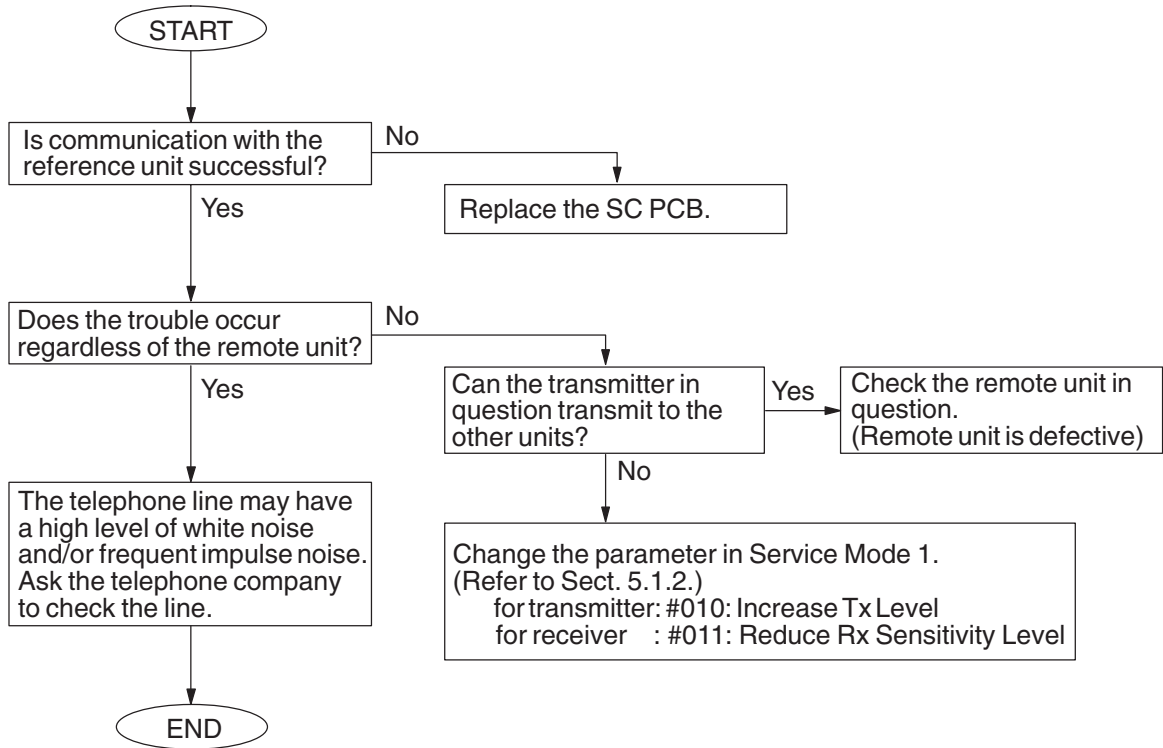 START
Is communication with the
reference unit successful?
No
Yes
Replace the SC PCB.
Does the trouble occur
regardless of the remote unit?
No
Yes
Can the transmitter in
question transmit to the
other units?
Yes
Check the remote unit in
question.
(Remote unit is defective)
No
The telephone line may have
a high level of white noise
and/or frequent impulse noise.
Ask the telephone company
to check the line.
Change the parameter in Service Mode 1.
(Refer to Sect. 5.1.2.)
for transmitter: #010: Increase Tx Level
for receiver : #011: Reduce Rx Sensitivity Level
END